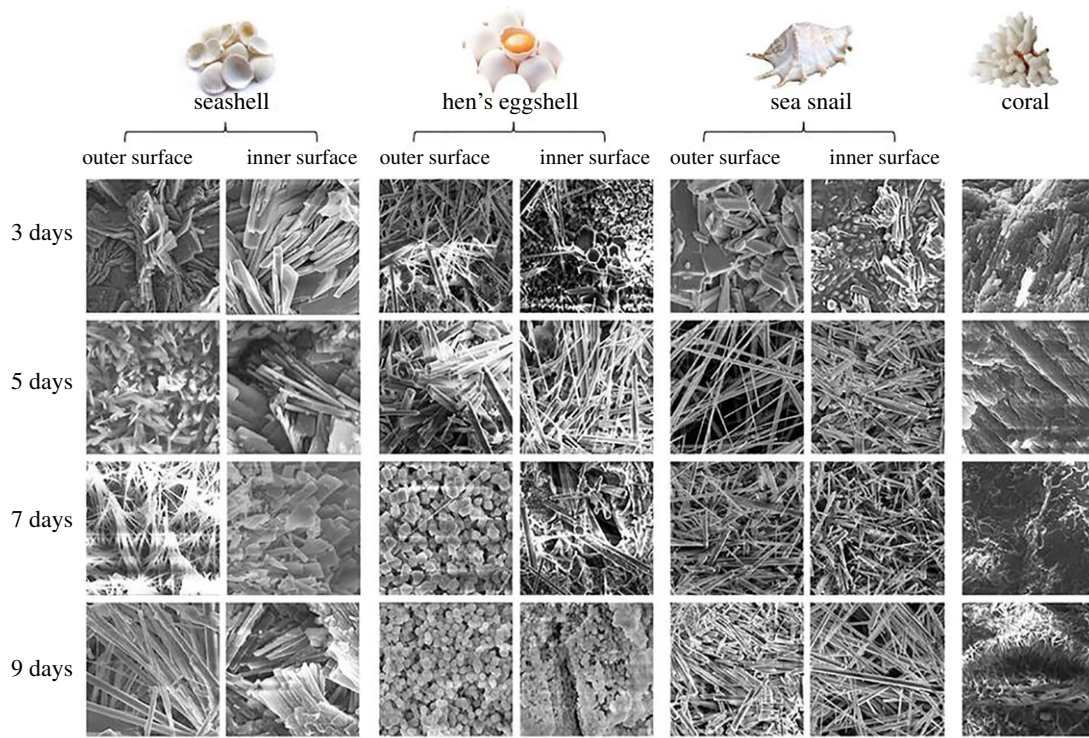 seashell
hen's eggshell
sea snail
coral
outer surface
inner surface
outer surface
inner surface
outer surface
inner surface
3 days
5 days
7 days
9 days